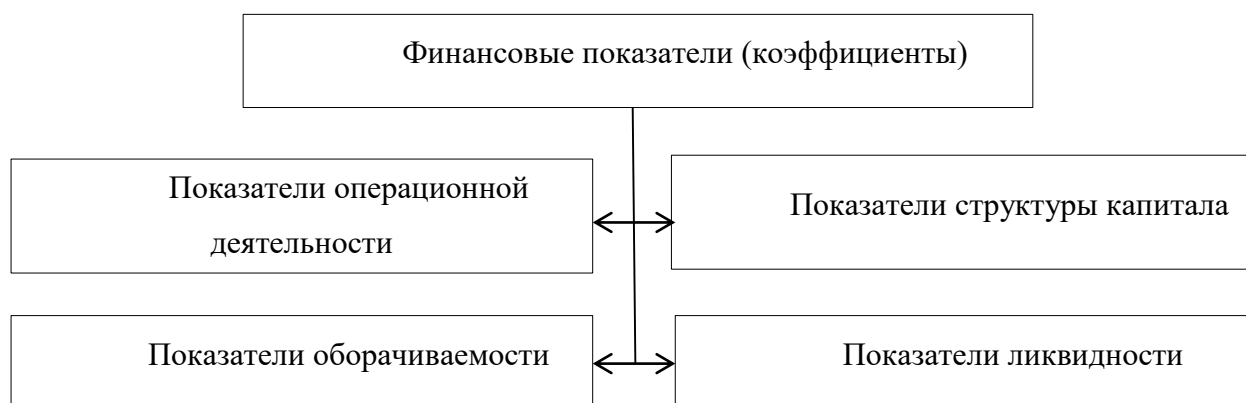 Финансовые показатели (коэффициенты)
Показатели операционной
деятельности
Показатели структуры капитала
Показатели оборачиваемости
Показатели ликвидности